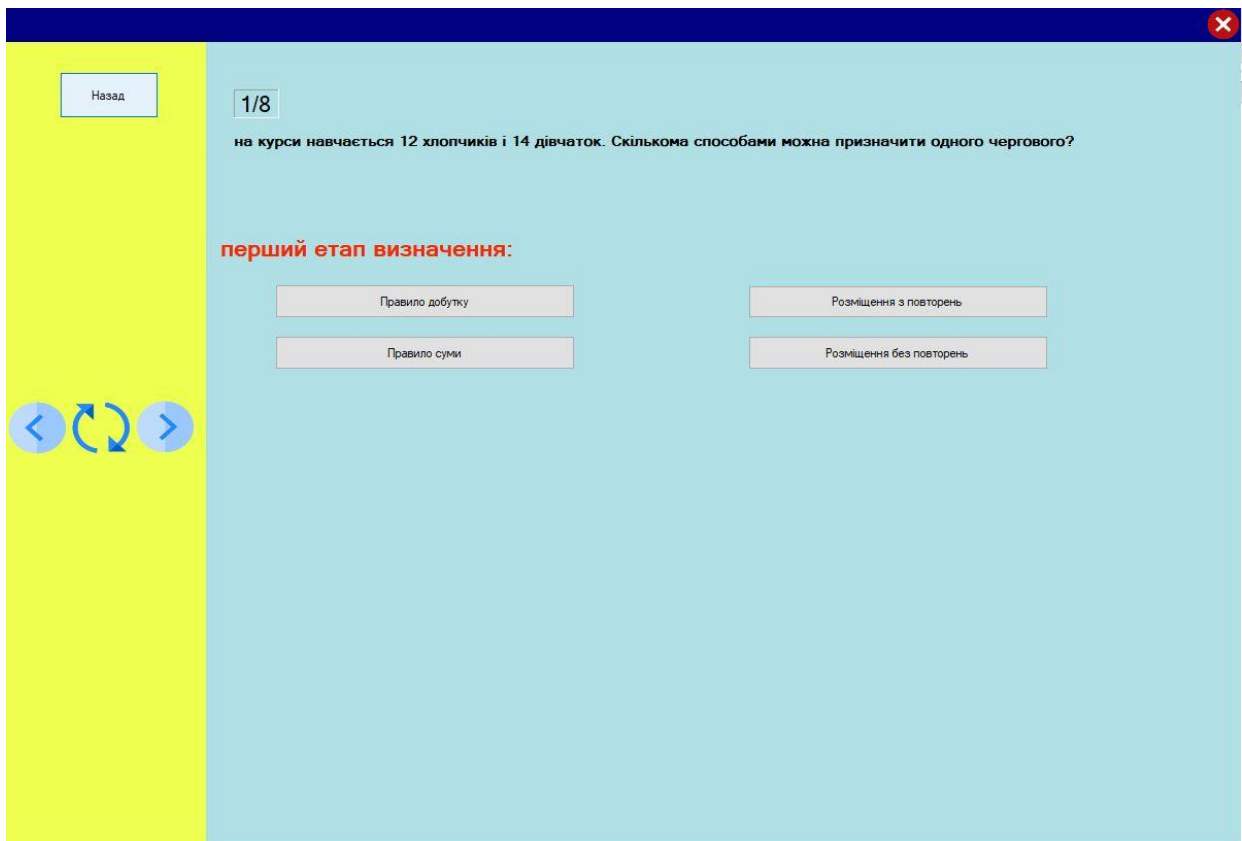 Назад
1/8
на курси навчається 12 хлопчиків і 14 дівчаток. Скількома способами можна призначити одного чергового?
перший етап визначення:
Правило добутку
Розміщення з повторень
Правило суми
Розміщення без повторень